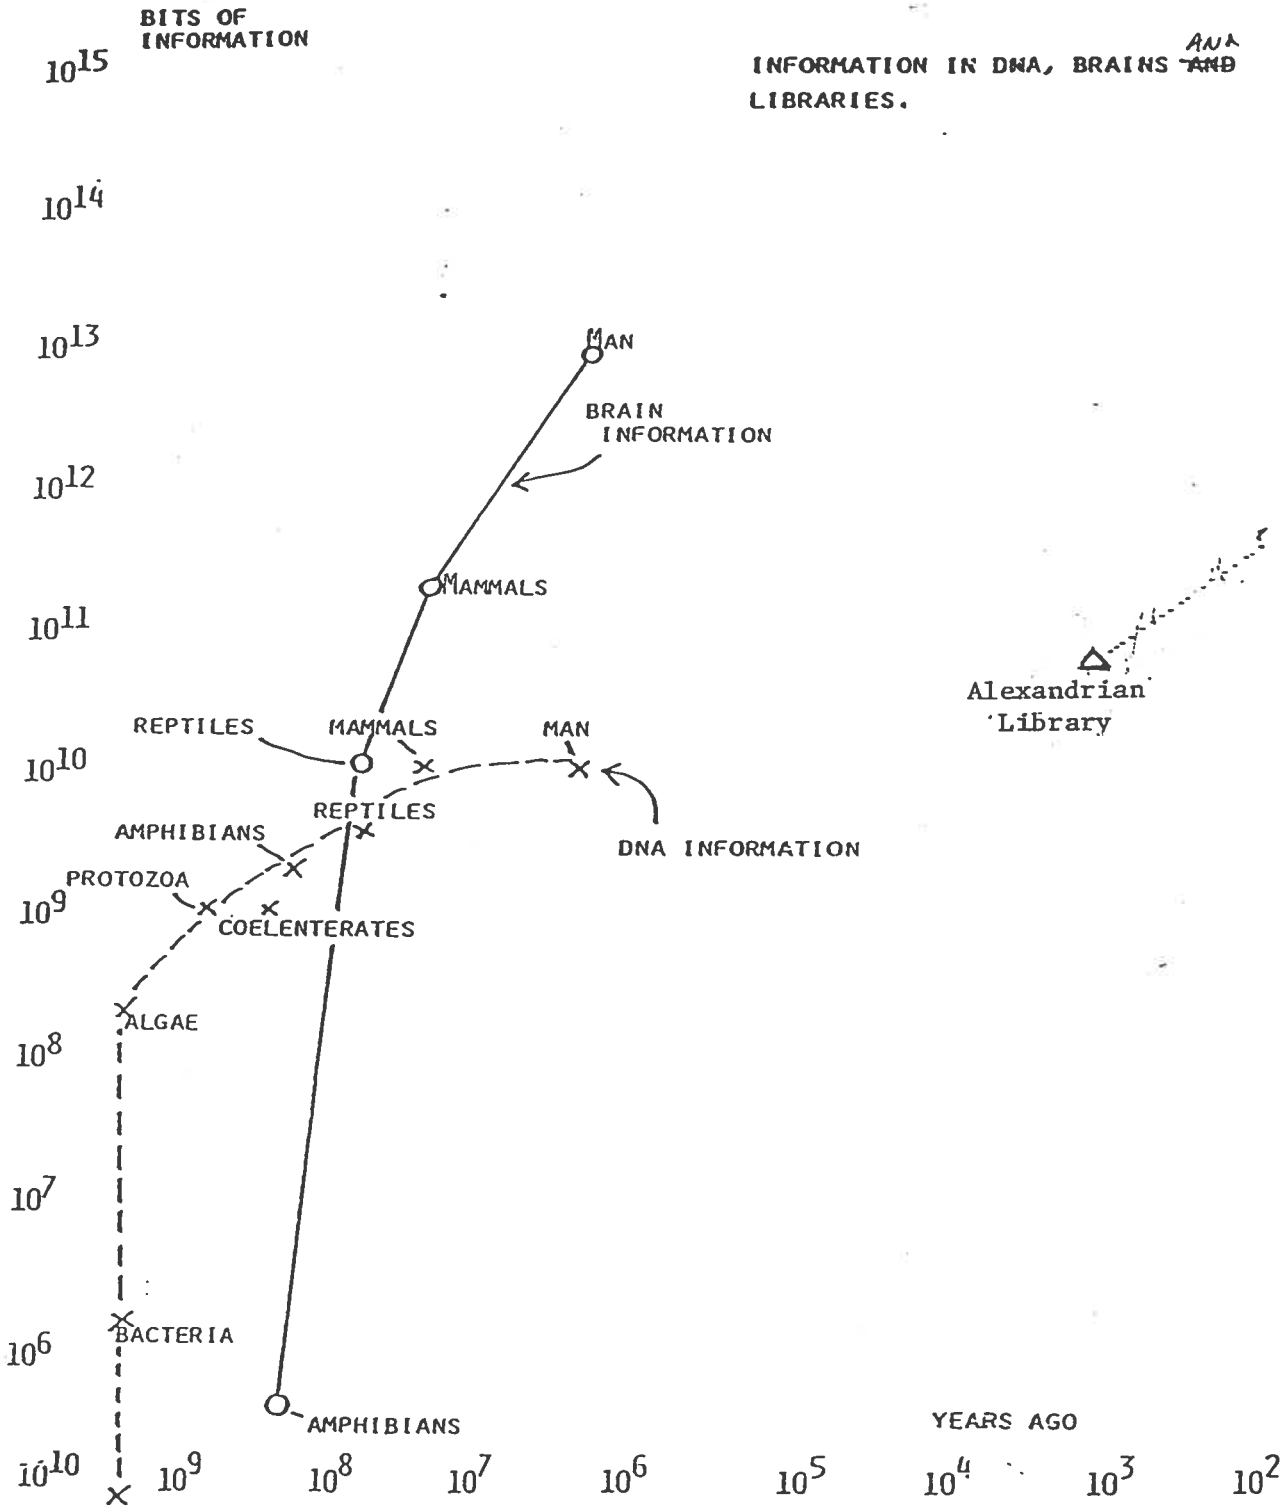 BITS OF
INFORMATION
10^15
AND
INFORMATION IN DNA, BRAINS AND
LIBRARIES.
10^14
10^13
MAN
BRAIN
INFORMATION
10^12
MAMMALS
10^11
Alexandrian
Library
REPTILES
MAMMALS
MAN
10^10
REPTILES
AMPHIBIANS
DNA INFORMATION
PROTOZOA
10^9
COELENTERATES
ALGAE
10^8
10^7
BACTERIA
10^6
AMPHIBIANS
YEARS AGO
10^10 10^9 10^8 10^7 10^6 10^5 10^4 10^3 10^2